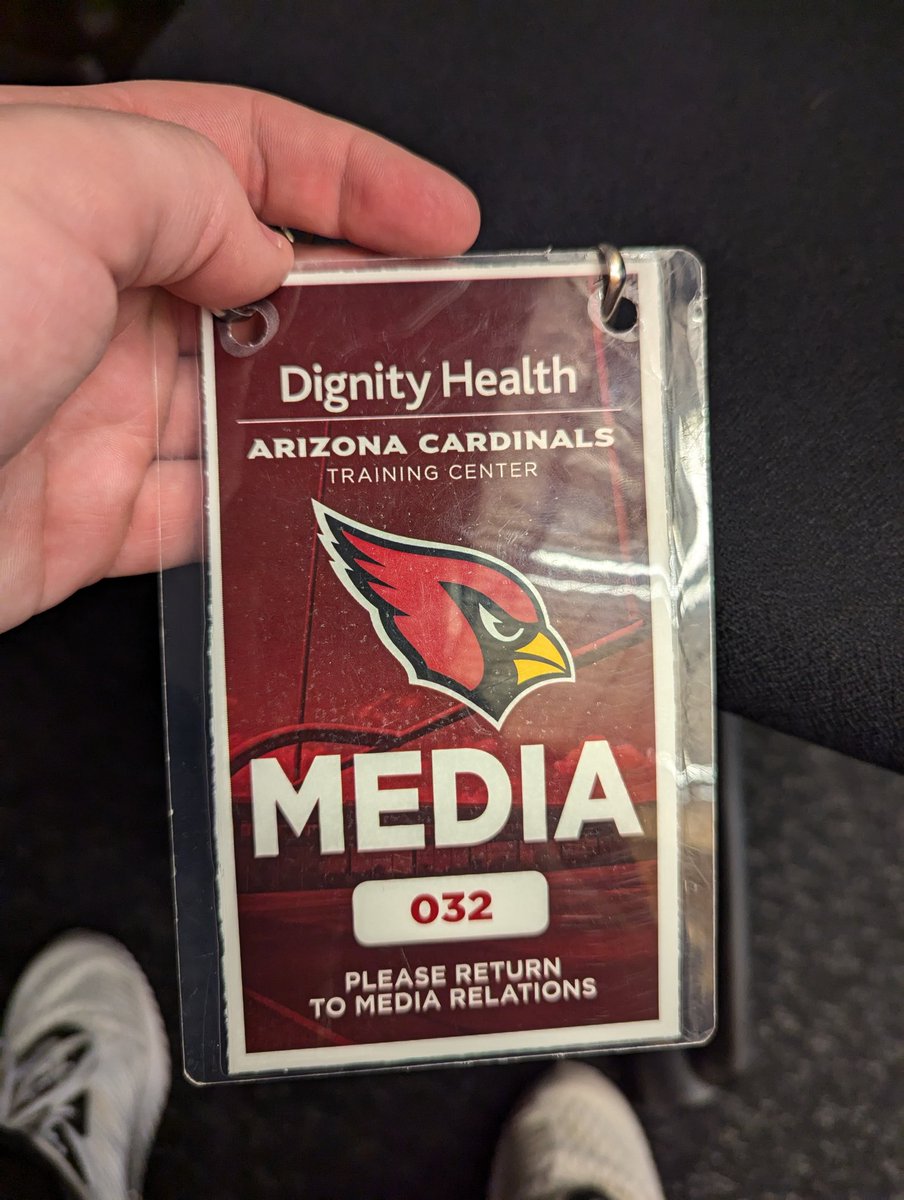 Dignity Health
ARIZONA CARDINALS
TRAINING CENTER
MEDIA
032
PLEASE RETURN
TO MEDIA RELATIONS